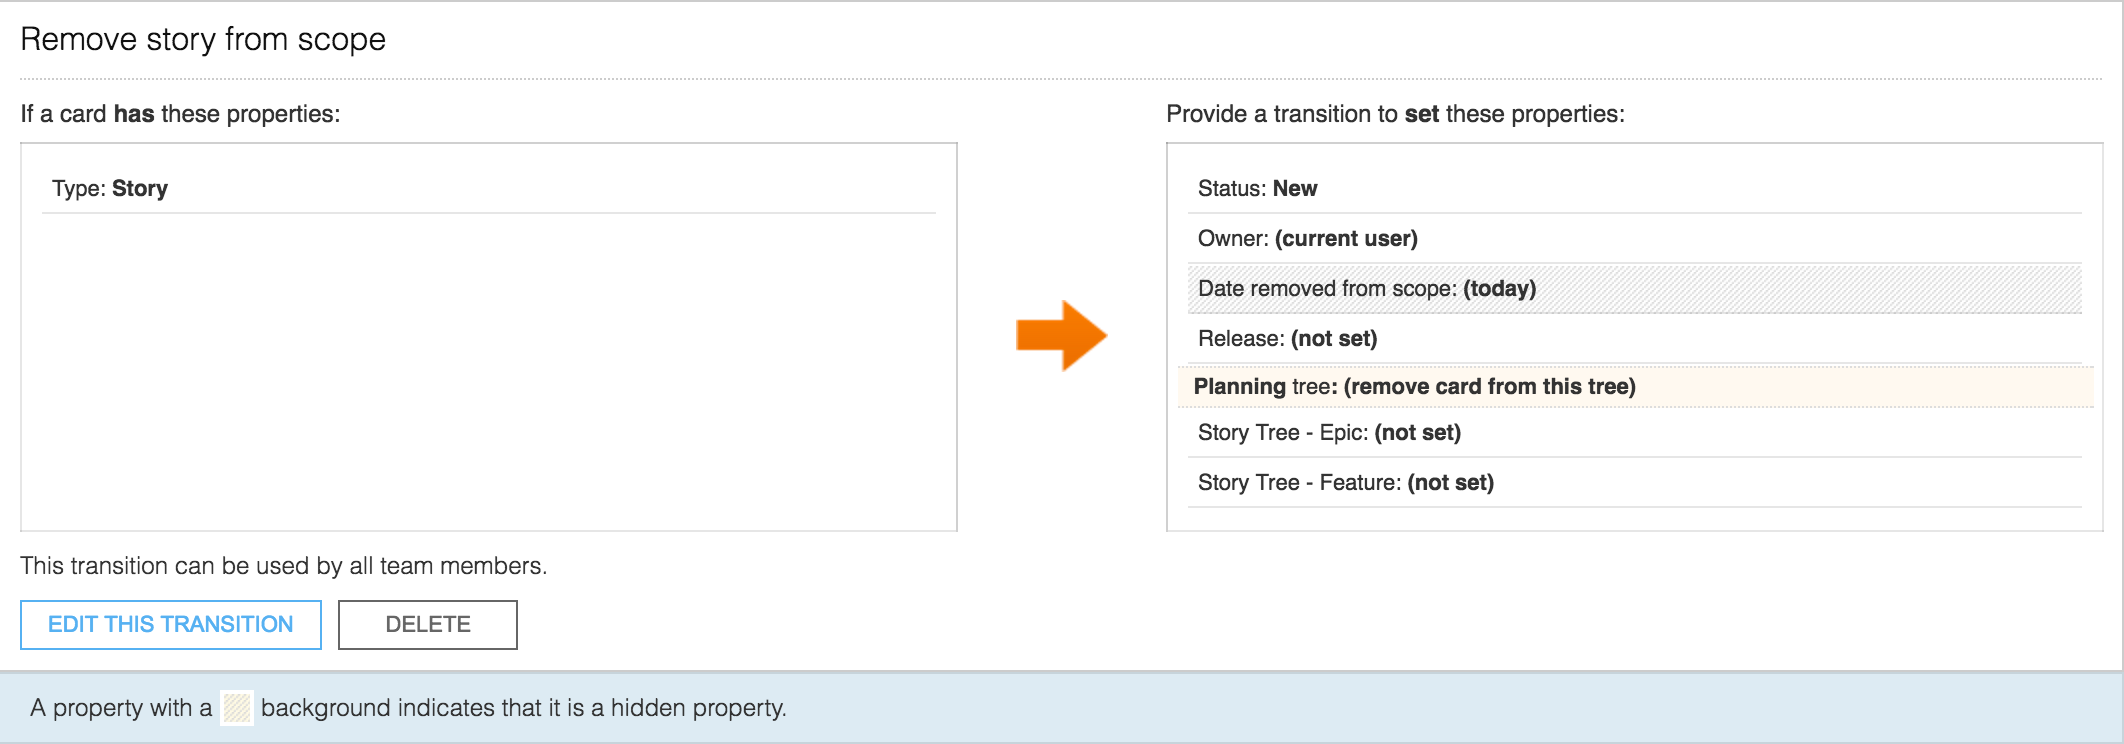 Remove story from scope
If a card has these properties:
Type: Story
Provide a transition to set these properties:
Status: New
Owner: (current user)
Date removed from scope: (today)
Release: (not set)
Planning tree: (remove card from this tree)
Story Tree - Epic: (not set)
Story Tree - Feature: (not set)
This transition can be used by all team members.
EDIT THIS TRANSITION
DELETE
A property with a background indicates that it is a hidden property.